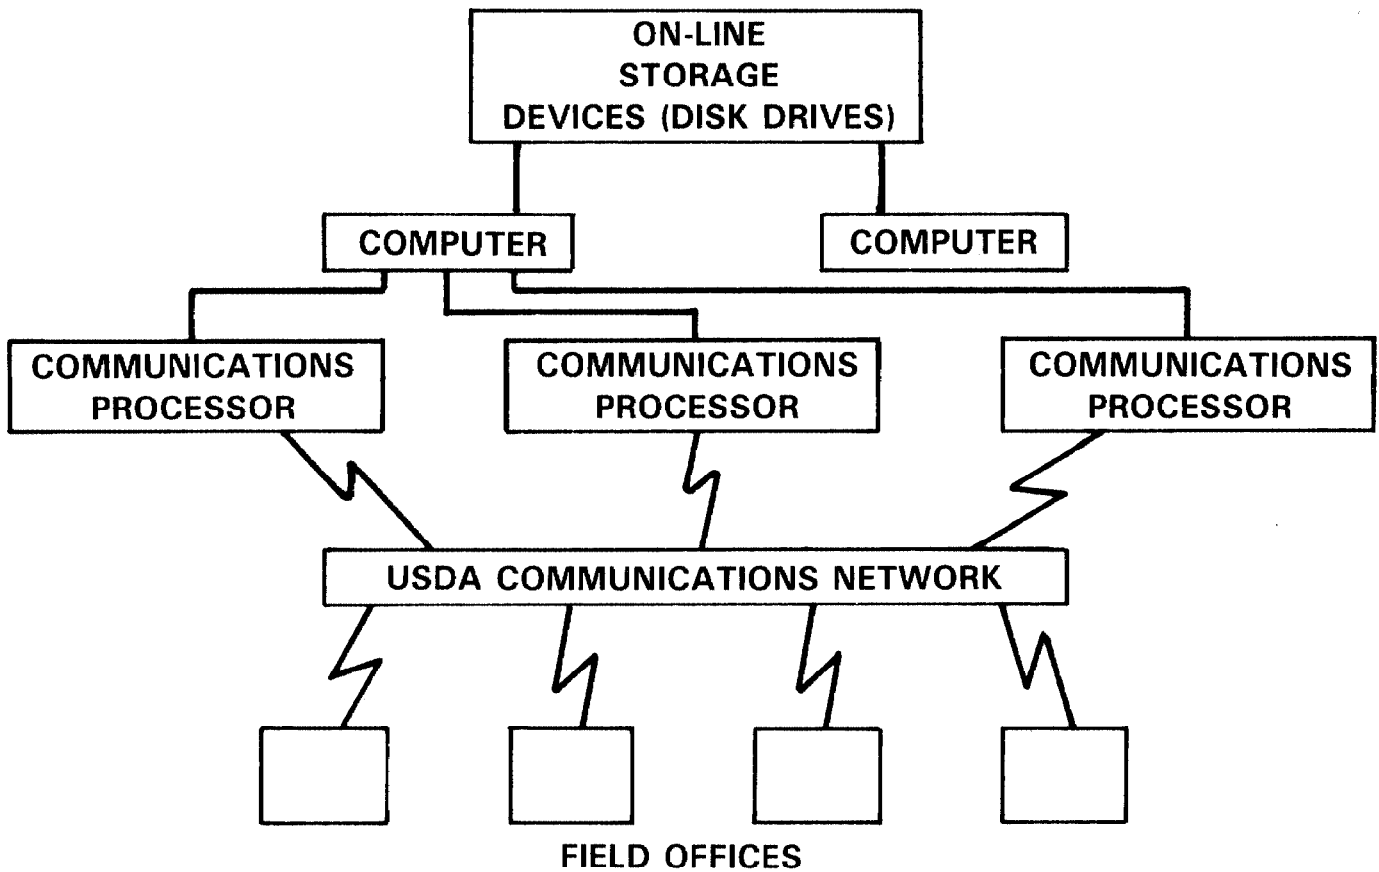 ON-LINE
STORAGE
DEVICES (DISK DRIVES)
COMPUTER
COMPUTER
COMMUNICATIONS
PROCESSOR
COMMUNICATIONS
PROCESSOR
COMMUNICATIONS
PROCESSOR
USDA COMMUNICATIONS NETWORK
FIELD OFFICES